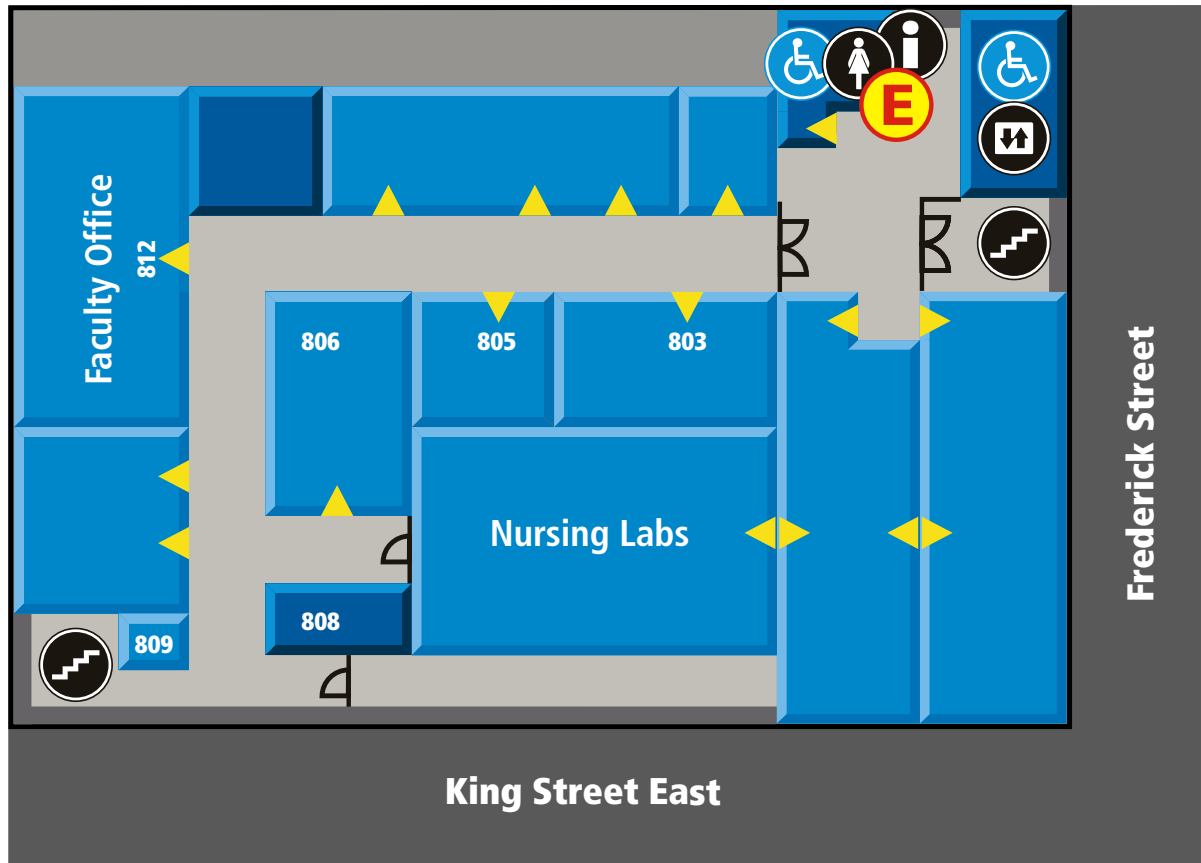 E
Faculty Office
812
806
805
803
Nursing Labs
808
809
Frederick Street
King Street East